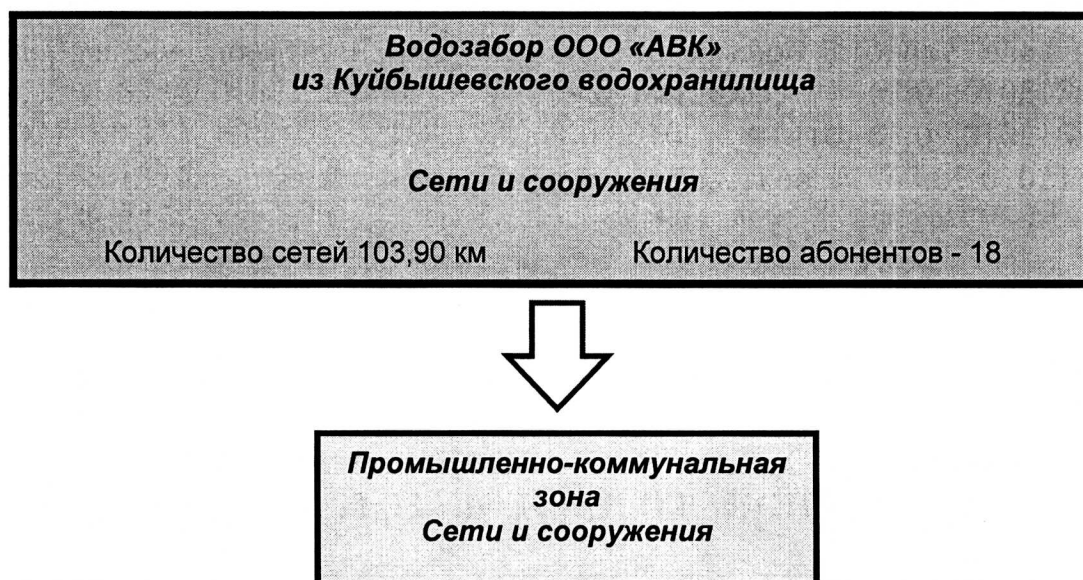 Водозабор ООО «АВК»
из Куйбышевского водохранилища
Сети и сооружения
Количество сетей 103,90 км Количество абонентов - 18
Промышленно-коммунальная
зона
Сети и сооружения